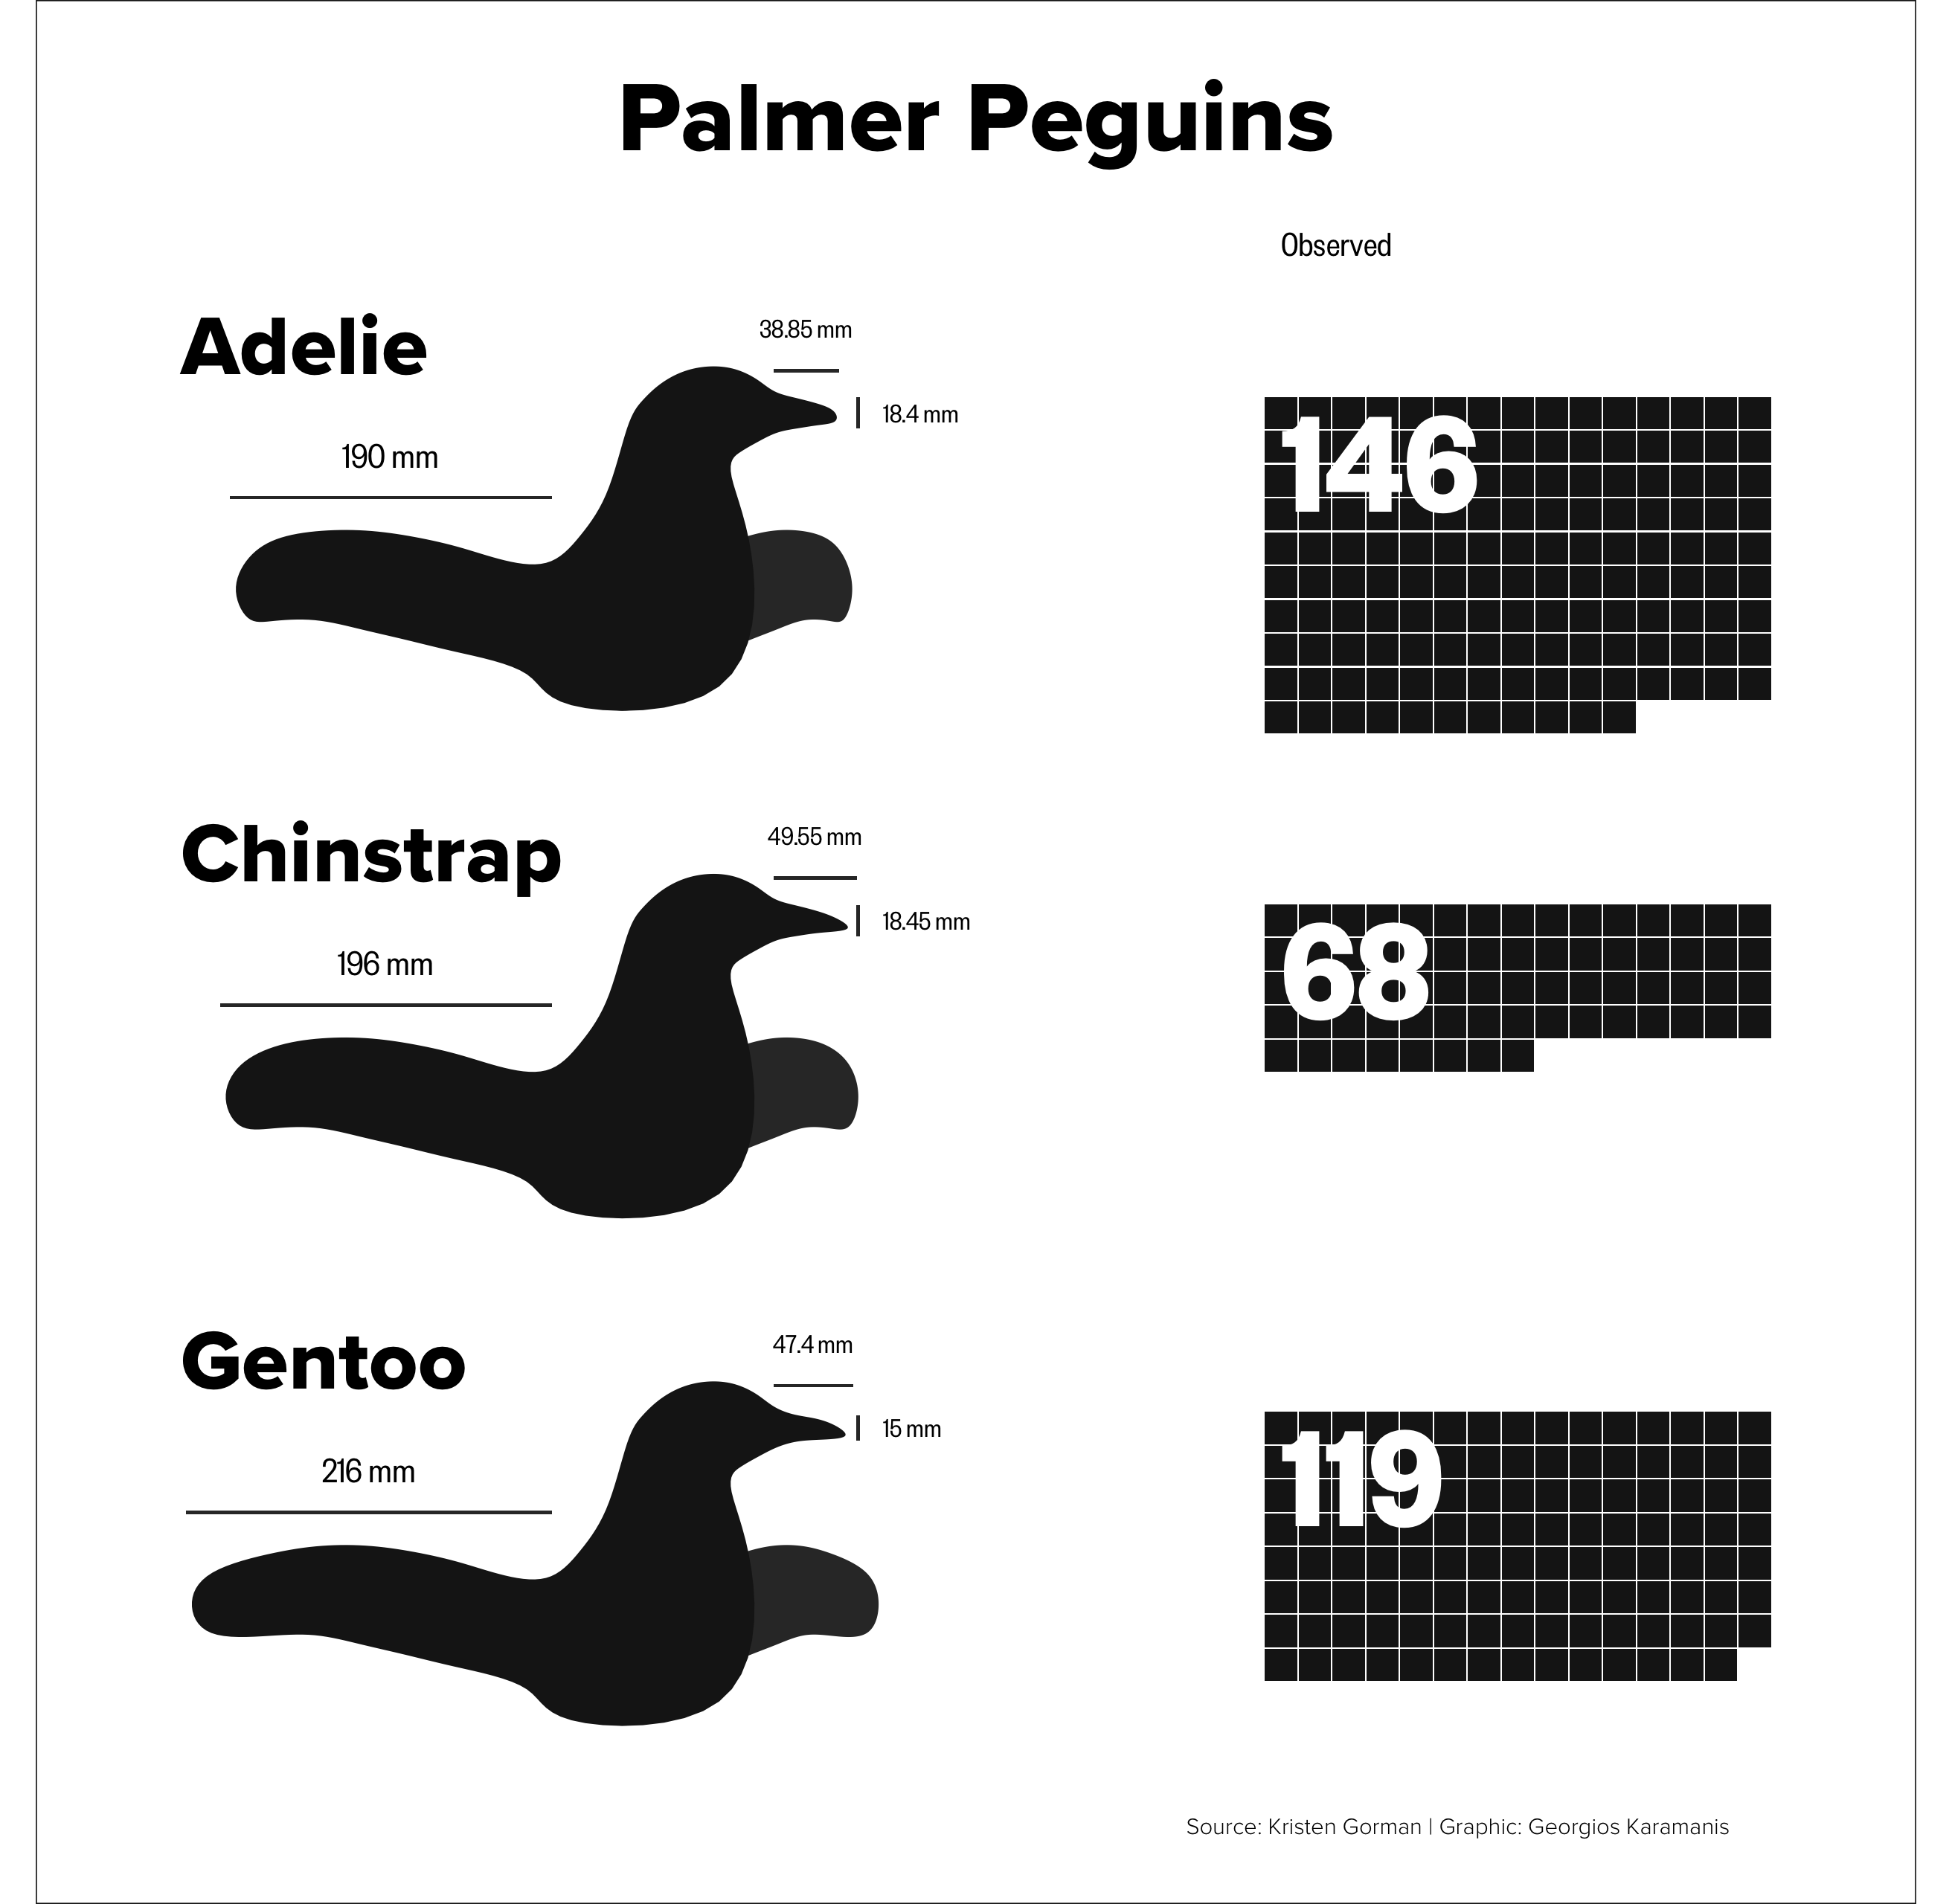 Palmer Peguins
Observed
Adelie
38.85 mm
18.4 mm
190 mm
146
Chinstrap
49.55 mm
18.45 mm
196 mm
68
Gentoo
47.4 mm
15 mm
216 mm
119
Source: Kristen Gorman | Graphic: Georgios Karamanis